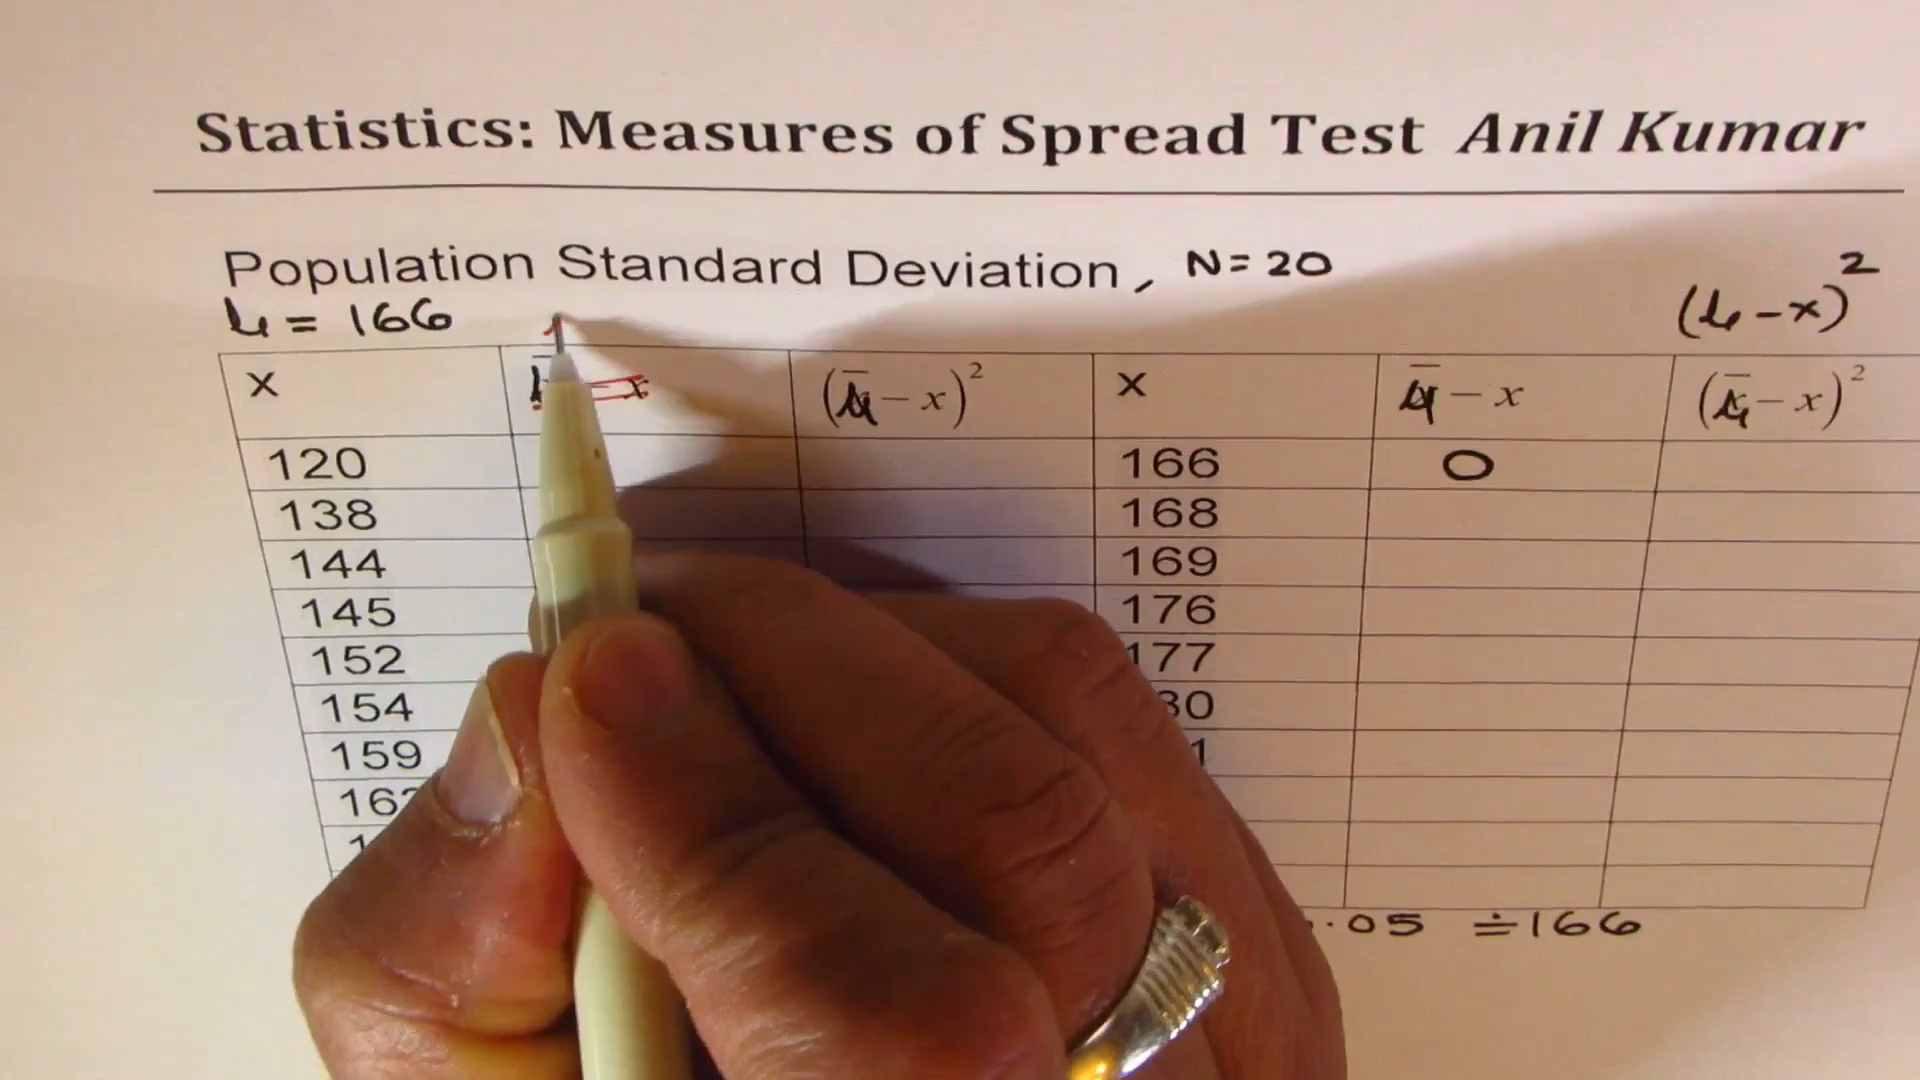 Statistics: Measures of Spread Test Anil Kumar
Population Standard Deviation, N = 20
μ = 166
(μ - x)²
x - x (μ - x)² x μ - x (μ - x)²
120 166 0
138 168
144 169
145 176
152 177
154
159
.05 ≑ 166